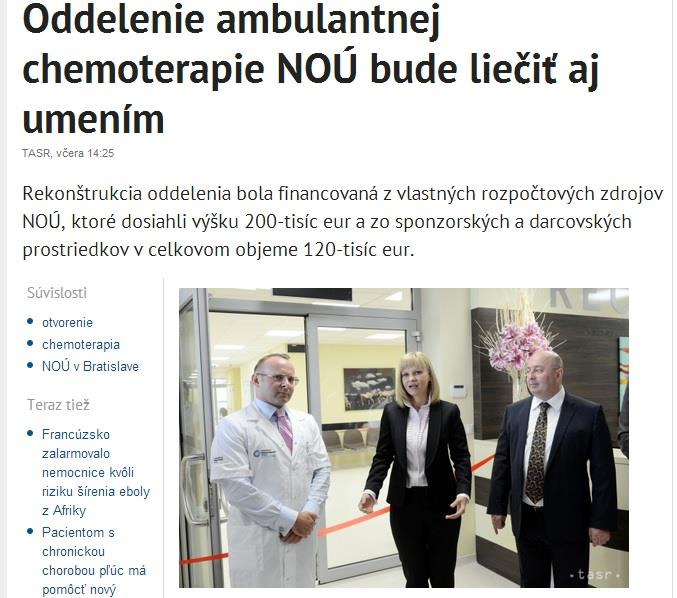 Oddelenie ambulantnej
chemoterapie NOÚ bude liečiť aj
umením
TASR, včera 14:25
Rekonštrukcia oddelenia bola financovaná z vlastných rozpočtových zdrojov
NOÚ, ktoré dosiahli výšku 200-tisíc eur a zo sponzorských a darcovských
prostriedkov v celkovom objeme 120-tisíc eur.
Súvislosti
otvorenie
chemoterapia
NOÚ v Bratislave
Teraz tiež
Francúzsko
zalarmovalo
nemocnice kvôli
riziku šírenia eboly
z Afriky
Pacientom s
chronickou
chorobou pľúc má
pomôcť nový
tasr